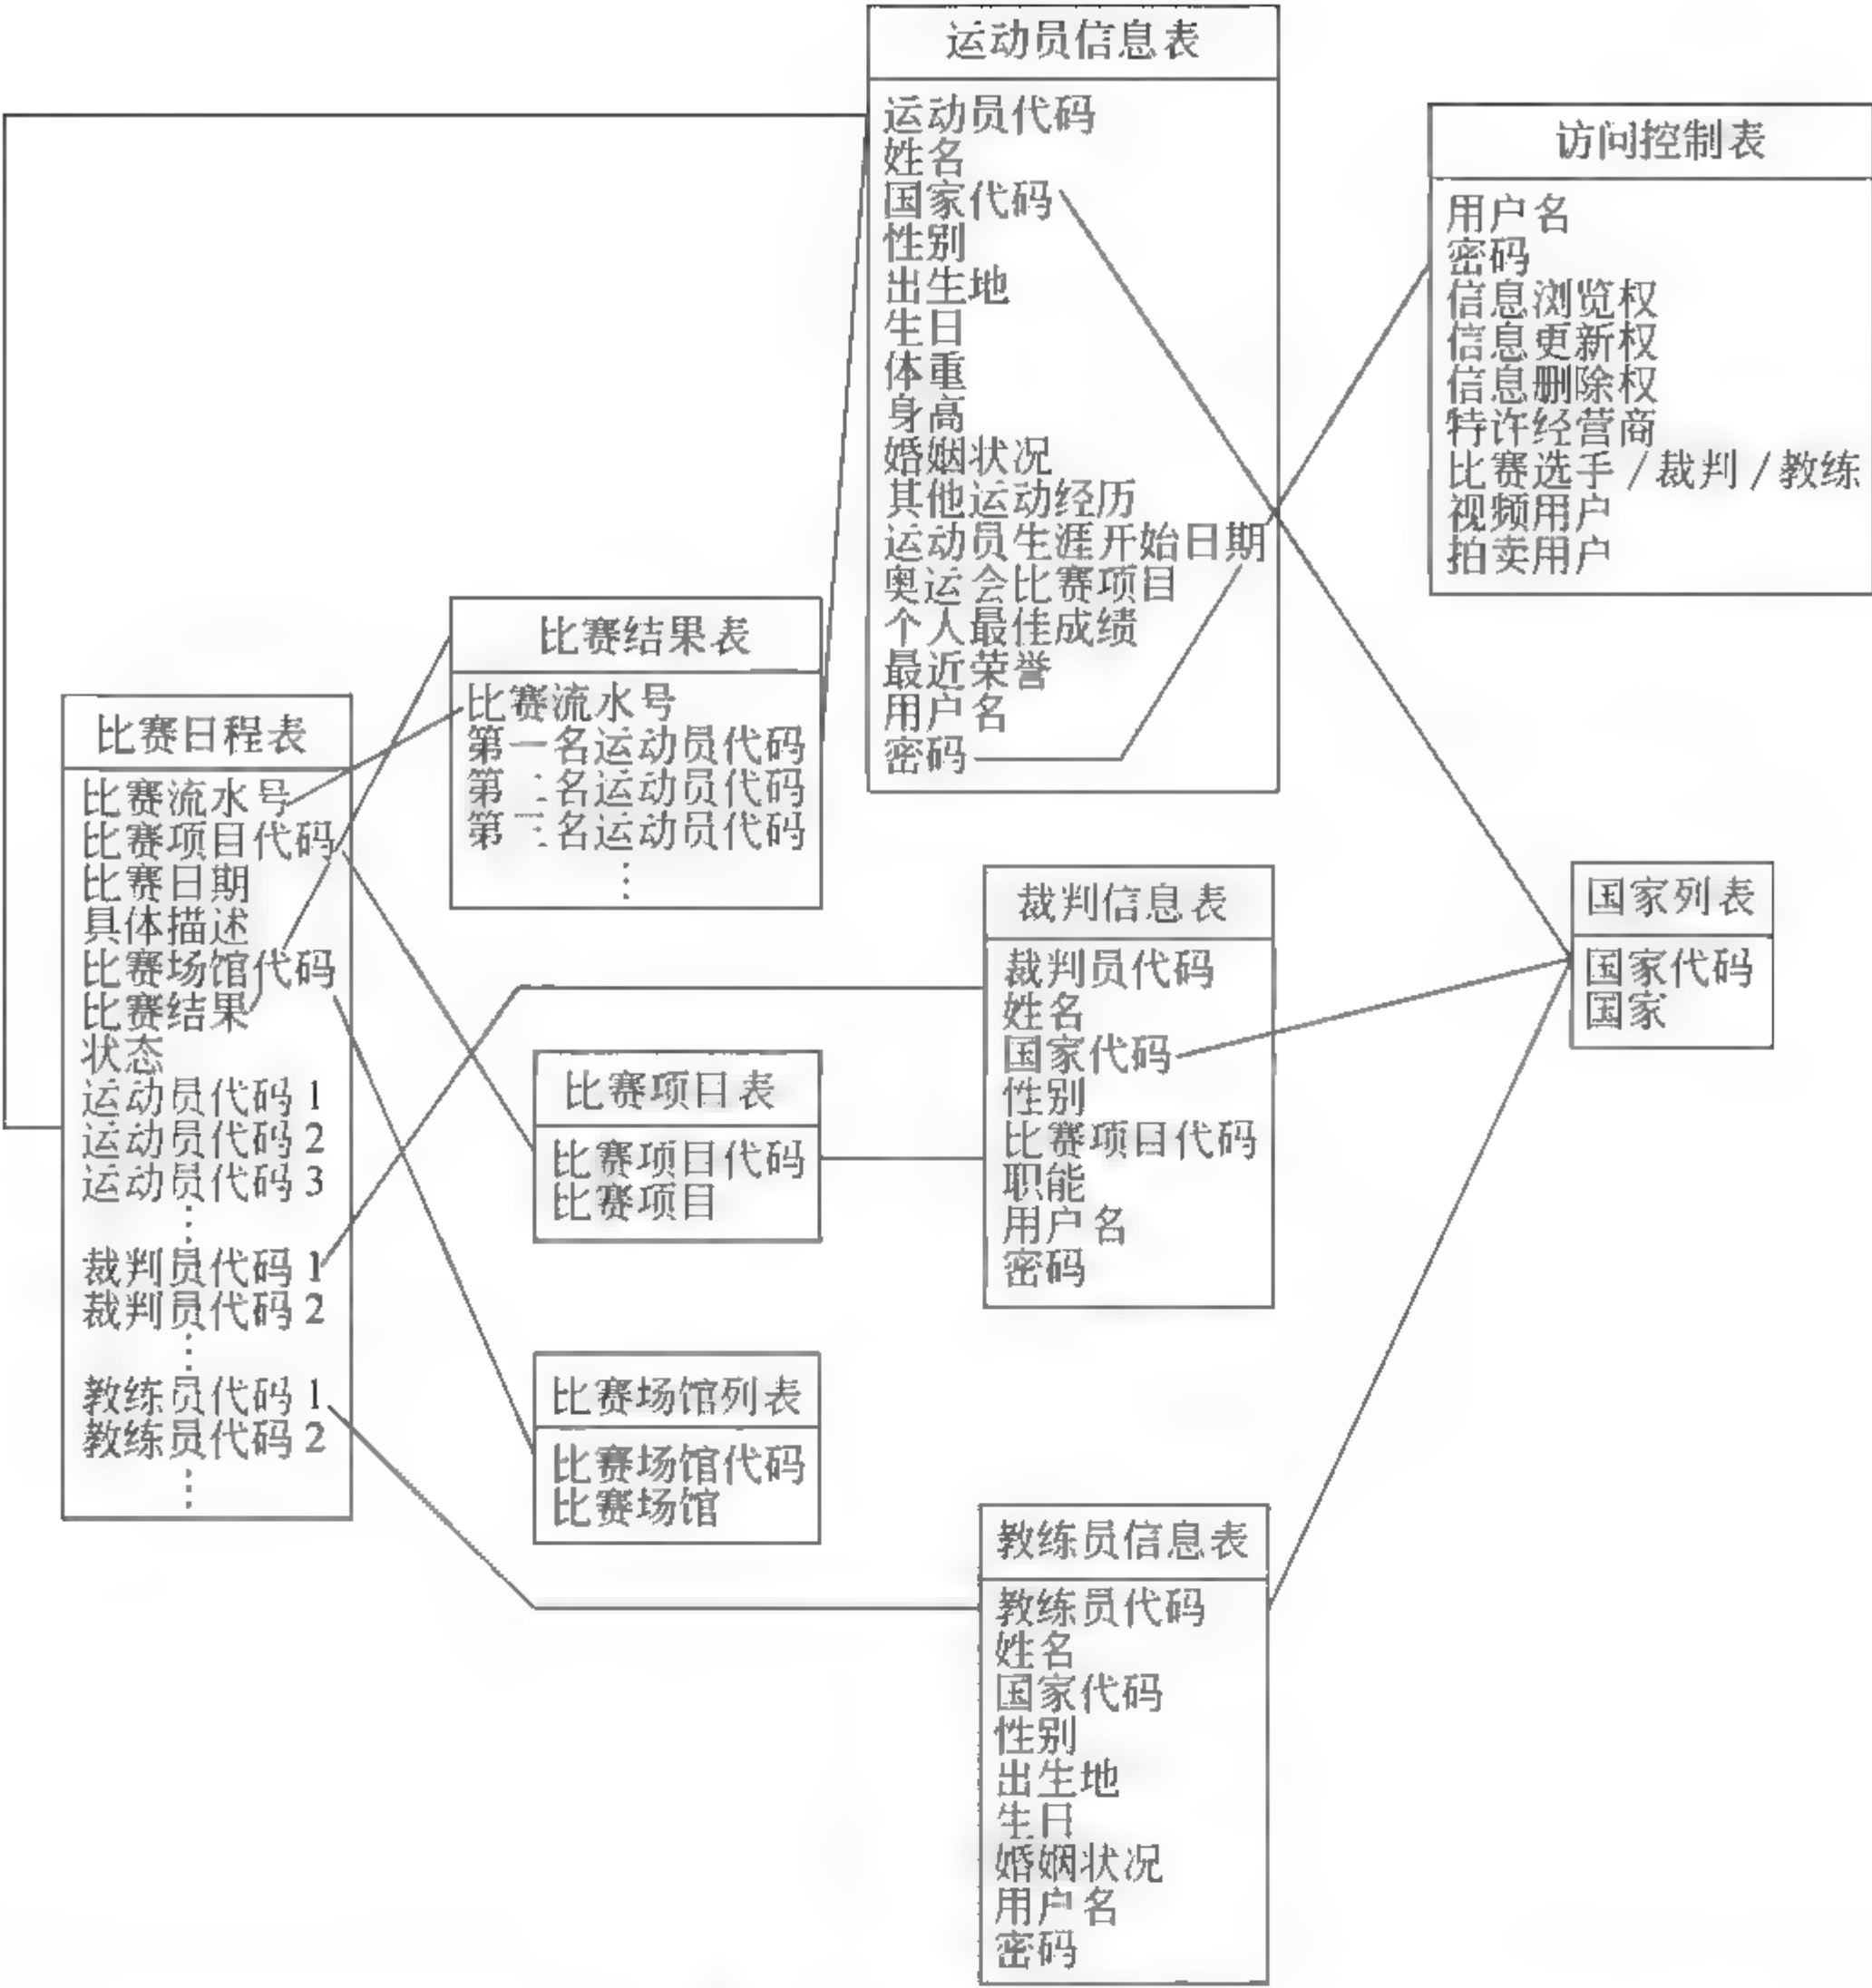 运动员信息表
运动员代码
姓名
国家代码
性别
出生地
生日
体重
身高
婚姻状况
其他运动经历
运动员生涯开始日期
奥运会比赛项目
个人最佳成绩
最近荣誉
用户名
密码
访问控制表
用户名
密码
信息浏览权
信息更新权
信息删除权
特许经营商
比赛选手/裁判/教练
视频用户
拍卖用户
比赛结果表
比赛流水号
第一名运动员代码
第二名运动员代码
第三名运动员代码
⋮
比赛日程表
比赛流水号
比赛项目代码
比赛日期
具体描述
比赛场馆代码
比赛结果
状态
运动员代码1
运动员代码2
运动员代码3
⋮
裁判员代码1
裁判员代码2
⋮
教练员代码1
教练员代码2
⋮
裁判信息表
裁判员代码
姓名
国家代码
性别
比赛项目代码
职能
用户名
密码
国家列表
国家代码
国家
比赛项目表
比赛项目代码
比赛项目
比赛场馆列表
比赛场馆代码
比赛场馆
教练员信息表
教练员代码
姓名
国家代码
性别
出生地
生日
婚姻状况
用户名
密码